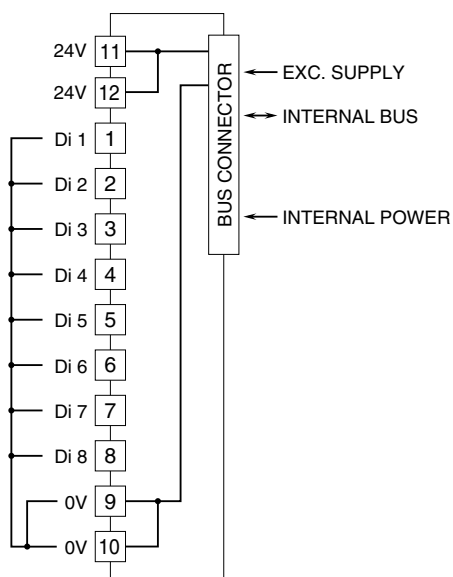 24V 11
24V 12
Di 1 1
Di 2 2
Di 3 3
Di 4 4
Di 5 5
Di 6 6
Di 7 7
Di 8 8
0V 9
0V 10
BUS CONNECTOR
EXC. SUPPLY
INTERNAL BUS
INTERNAL POWER